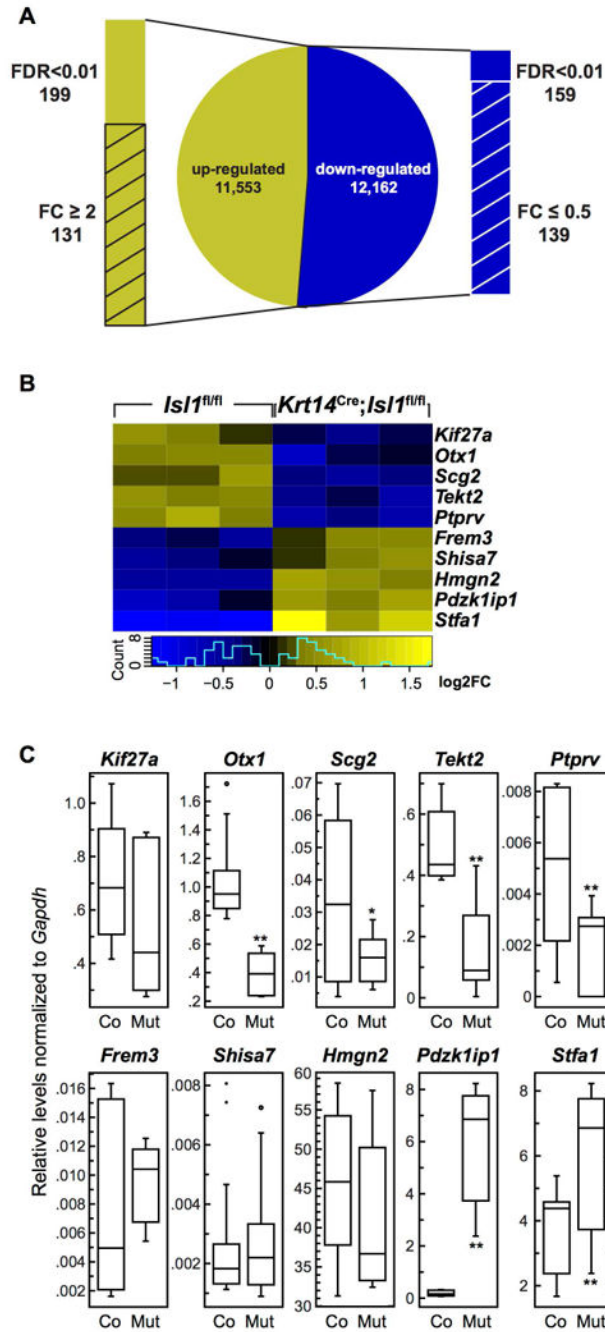 A
FDR<0.01
199
FC ≥ 2
131
up-regulated
11,553
down-regulated
12,162
FDR<0.01
159
FC ≤ 0.5
139
B
Isl1fl/fl
Krt14Cre;Isl1fl/fl
Kif27a
Otx1
Scg2
Tekt2
Ptprv
Frem3
Shisa7
Hmgn2
Pdzk1ip1
Stfa1
Count
8
4
0
−1 −0.5 0 0.5 1 1.5
log2FC
C
Relative levels normalized to Gapdh
Kif27a
1.0
.8
.6
.4
Co Mut
Otx1
1.8
1.6
1.4
1.2
1.0
.8
.6
.4
.2
**
Co Mut
Scg2
.07
.06
.05
.04
.03
.02
.01
0
*
Co Mut
Tekt2
.6
.4
.2
0
**
Co Mut
Ptprv
.008
.006
.004
.002
0
**
Co Mut
Frem3
.016
.014
.012
.010
.008
.006
.004
.002
Co Mut
Shisa7
.008
.006
.004
.002
Co Mut
Hmgn2
60
55
50
45
40
35
30
Co Mut
Pdzk1ip1
8
6
4
2
0
**
Co Mut
Stfa1
8
6
4
2
**
Co Mut